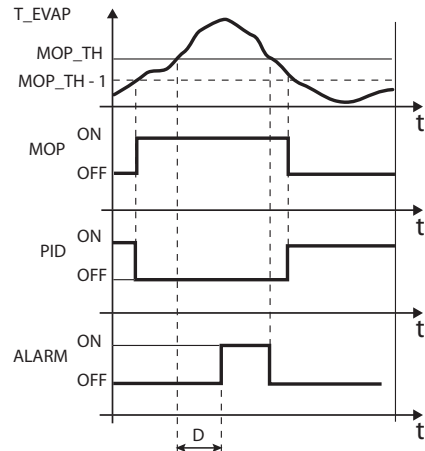 T_EVAP
MOP_TH
MOP_TH - 1
t
ON
MOP
OFF
t
ON
PID
OFF
t
ON
ALARM
OFF
t
D